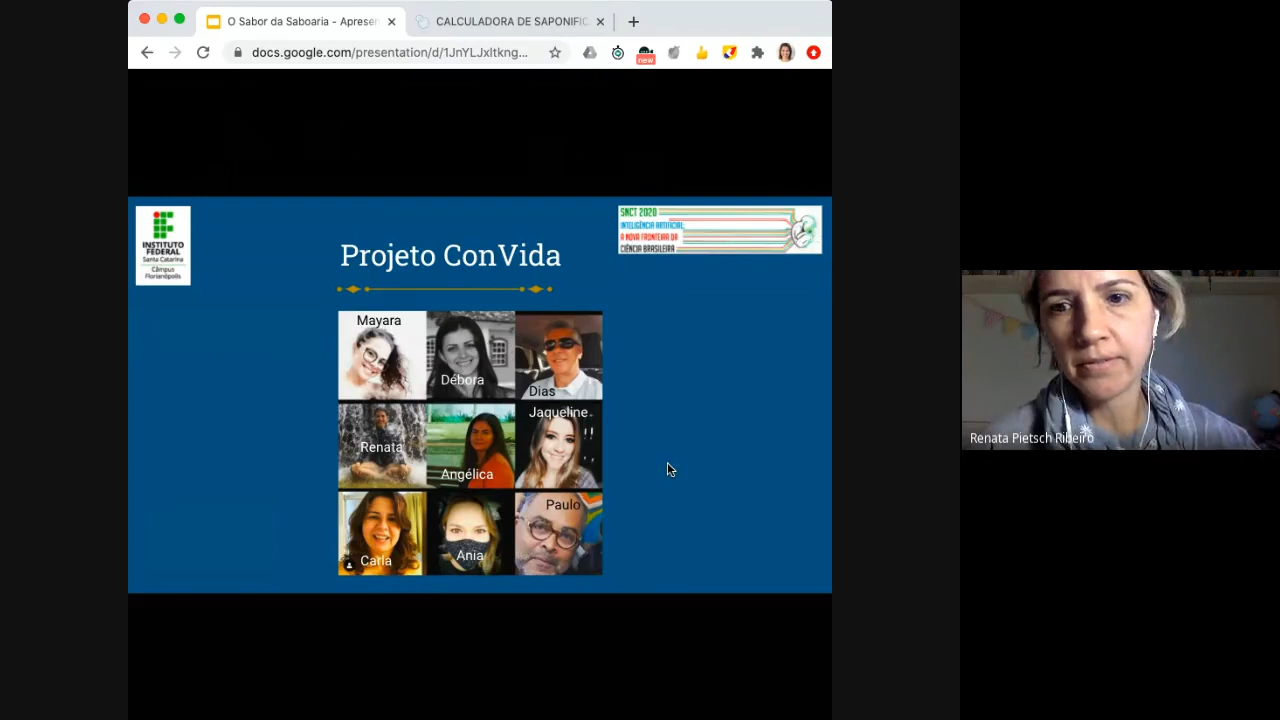 O Sabor da Saboaria - Apresen
CALCULADORA DE SAPONIFIC
docs.google.com/presentation/d/1JnYLJxltkng...
new
INSTITUTO
FEDERAL
Santa Catarina
Câmpus
Florianópolis
SNCT 2020
INTELIGÊNCIA ARTIFICIAL:
A NOVA FRONTEIRA DA
CIÊNCIA BRASILEIRA
Projeto ConVida
Mayara
Débora
Dias
Renata
Angélica
Jaqueline
Carla
Ania
Paulo
Renata Pietsch Ribeiro